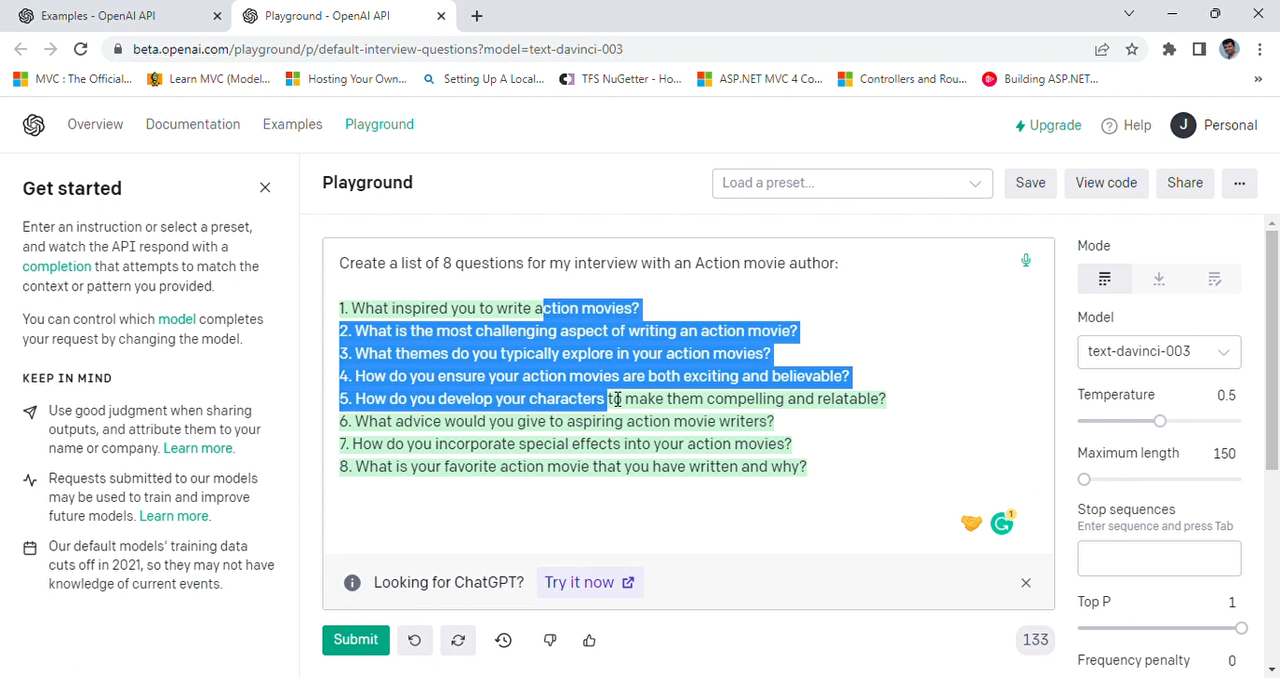 Examples - OpenAI API
Playground - OpenAI API
beta.openai.com/playground/p/default-interview-questions?model=text-davinci-003
MVC : The Official...
Learn MVC (Model...
Hosting Your Own...
Setting Up A Local...
TFS NuGetter - Ho...
ASP.NET MVC 4 Co...
Controllers and Rou...
Building ASP.NET...
Overview
Documentation
Examples
Playground
Upgrade
Help
J
Personal
Get started
Enter an instruction or select a preset,
and watch the API respond with a
completion that attempts to match the
context or pattern you provided.
You can control which model completes
your request by changing the model.
KEEP IN MIND
Use good judgment when sharing
outputs, and attribute them to your
name or company. Learn more.
Requests submitted to our models
may be used to train and improve
future models. Learn more.
Our default models' training data
cuts off in 2021, so they may not have
knowledge of current events.
Playground
Load a preset...
Save
View code
Share
...
Create a list of 8 questions for my interview with an Action movie author:
1. What inspired you to write action movies?
2. What is the most challenging aspect of writing an action movie?
3. What themes do you typically explore in your action movies?
4. How do you ensure your action movies are both exciting and believable?
5. How do you develop your characters to make them compelling and relatable?
6. What advice would you give to aspiring action movie writers?
7. How do you incorporate special effects into your action movies?
8. What is your favorite action movie that you have written and why?
1
Looking for ChatGPT?
Try it now
Submit
133
Mode
Model
text-davinci-003
Temperature 0.5
Maximum length 150
Stop sequences
Enter sequence and press Tab
Top P 1
Frequency penalty 0